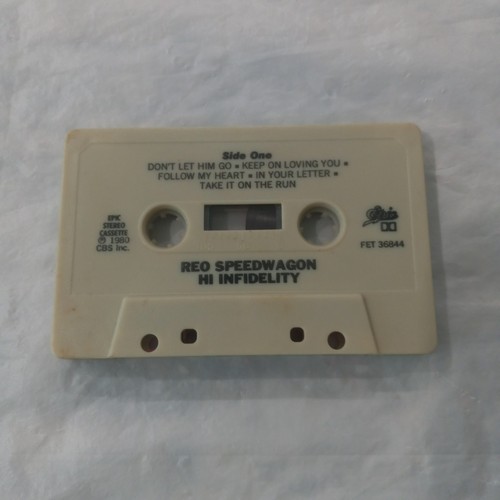 Side One
DON'T LET HIM GO • KEEP ON LOVING YOU •
FOLLOW MY HEART • IN YOUR LETTER •
TAKE IT ON THE RUN
EPIC
STEREO
CASSETTE
℗ 1980
CBS Inc.
Epic
FET 36844
REO SPEEDWAGON
HI INFIDELITY